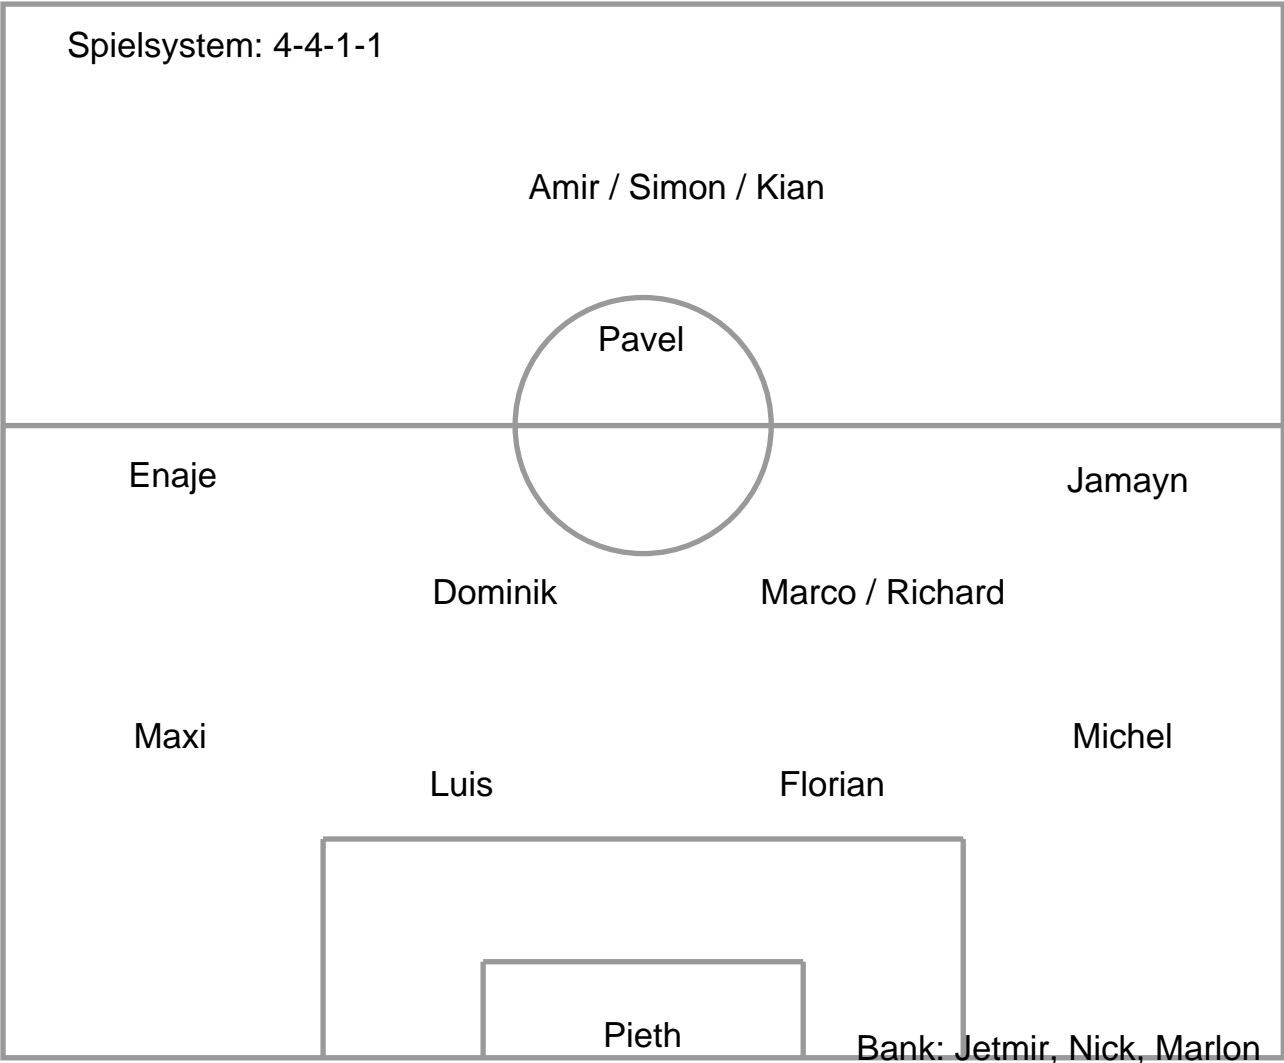 Spielsystem: 4-4-1-1
Amir / Simon / Kian
Pavel
Enaje
Jamayn
Dominik
Marco / Richard
Maxi
Michel
Luis
Florian
Pieth
Bank: Jetmir, Nick, Marlon